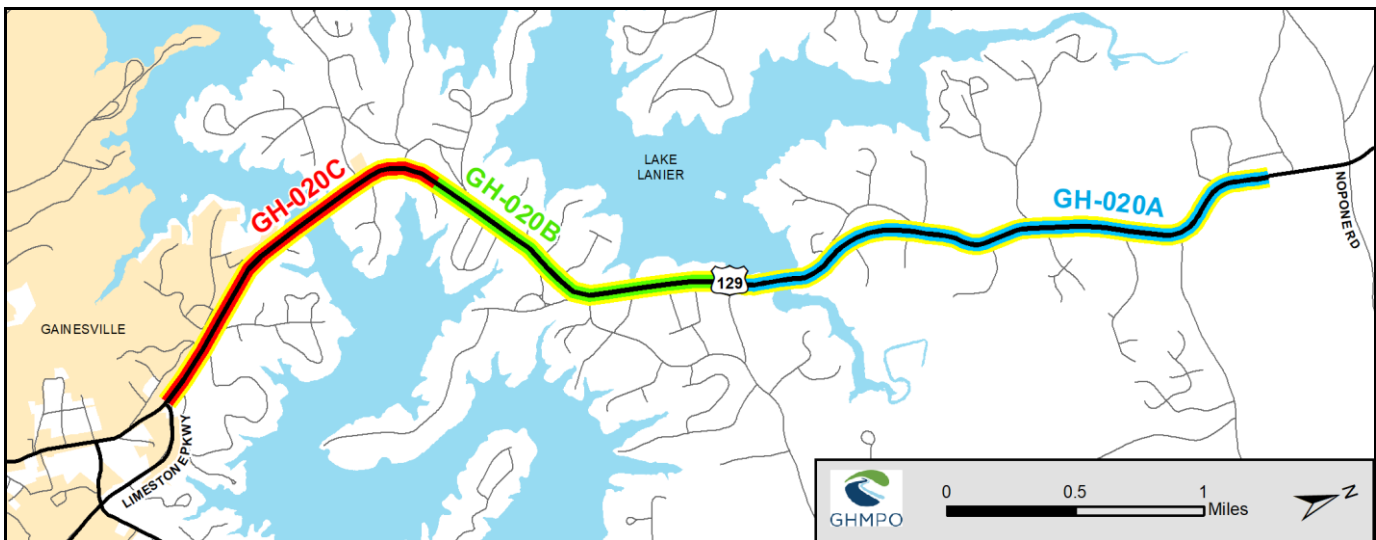 LAKE
LANIER
GH-020C
GH-020B
GH-020A
NOPONE RD
129
GAINESVILLE
LIMESTONE PKWY
GHMPO
0 0.5 1
Miles
N